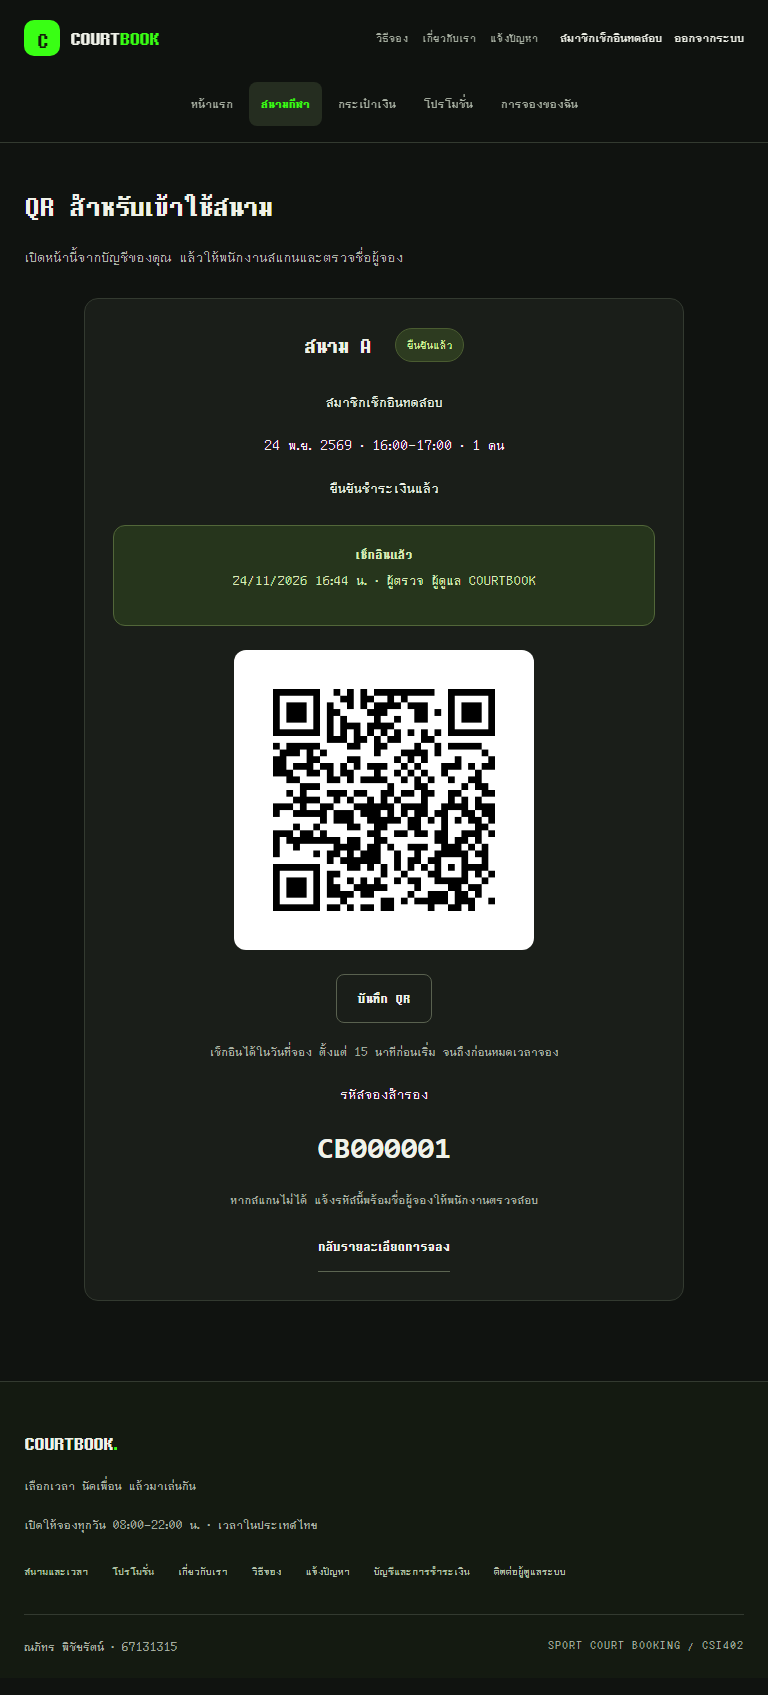 C COURTBOOK
วิธีจอง เกี่ยวกับเรา แจ้งปัญหา สมาชิกเช็กอินทดสอบ ออกจากระบบ
หน้าแรก สนามกีฬา กระเป๋าเงิน โปรโมชั่น การจองของฉัน
QR สำหรับเข้าใช้สนาม
เปิดหน้านี้จากบัญชีของคุณ แล้วให้พนักงานสแกนและตรวจชื่อผู้จอง
สนาม A ยืนยันแล้ว
สมาชิกเช็กอินทดสอบ
24 พ.ย. 2569 · 16:00–17:00 · 1 คน
ยืนยันชำระเงินแล้ว
เช็กอินแล้ว
24/11/2026 16:44 น. · ผู้ตรวจ ผู้ดูแล COURTBOOK
บันทึก QR
เช็กอินได้ในวันที่จอง ตั้งแต่ 15 นาทีก่อนเริ่ม จนถึงก่อนหมดเวลาจอง
รหัสจองสำรอง
CB000001
หากสแกนไม่ได้ แจ้งรหัสนี้พร้อมชื่อผู้จองให้พนักงานตรวจสอบ
กลับรายละเอียดการจอง
COURTBOOK.
เลือกเวลา นัดเพื่อน แล้วมาเล่นกัน
เปิดให้จองทุกวัน 08:00–22:00 น. · เวลาในประเทศไทย
สนามและเวลา โปรโมชั่น เกี่ยวกับเรา วิธีจอง แจ้งปัญหา บัญชีและการชำระเงิน ติดต่อผู้ดูแลระบบ
ณภัทร พิรัชรัตน์ · 67131315
SPORT COURT BOOKING / CSI402